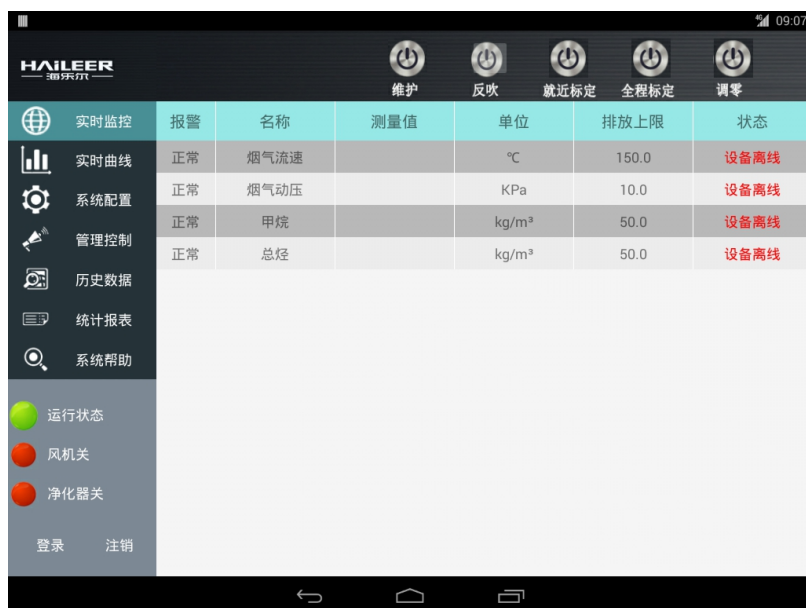 4G 09:07
HAiLEER
海乐尔
维护 反吹 就近标定 全程标定 调零
实时监控 报警 名称 测量值 单位 排放上限 状态
实时曲线 正常 烟气流速 ℃ 150.0 设备离线
系统配置 正常 烟气动压 KPa 10.0 设备离线
管理控制 正常 甲烷 kg/m³ 50.0 设备离线
正常 总烃 kg/m³ 50.0 设备离线
历史数据
统计报表
系统帮助
运行状态
风机关
净化器关
登录 注销